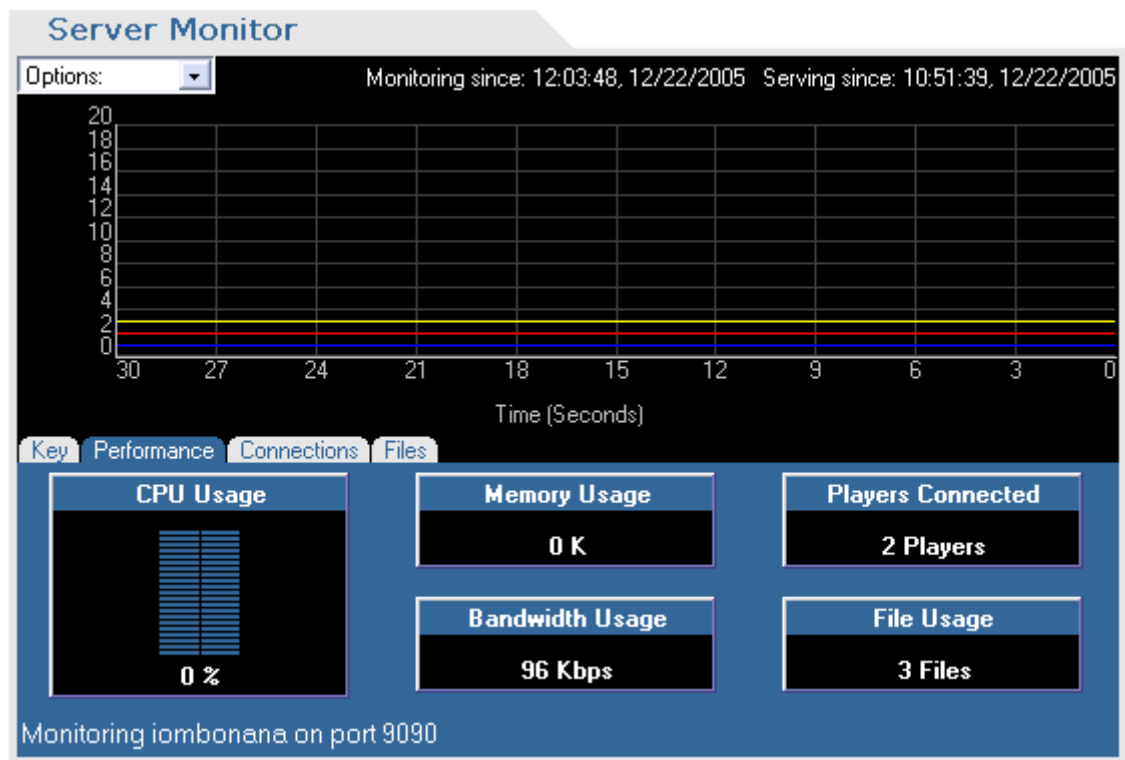 Server Monitor
Options:
Monitoring since: 12:03:48, 12/22/2005 Serving since: 10:51:39, 12/22/2005
20
18
16
14
12
10
8
6
4
2
0
30 27 24 21 18 15 12 9 6 3 0
Time (Seconds)
Key Performance Connections Files
CPU Usage
0 %
Memory Usage
0 K
Players Connected
2 Players
Bandwidth Usage
96 Kbps
File Usage
3 Files
Monitoring iombonana on port 9090